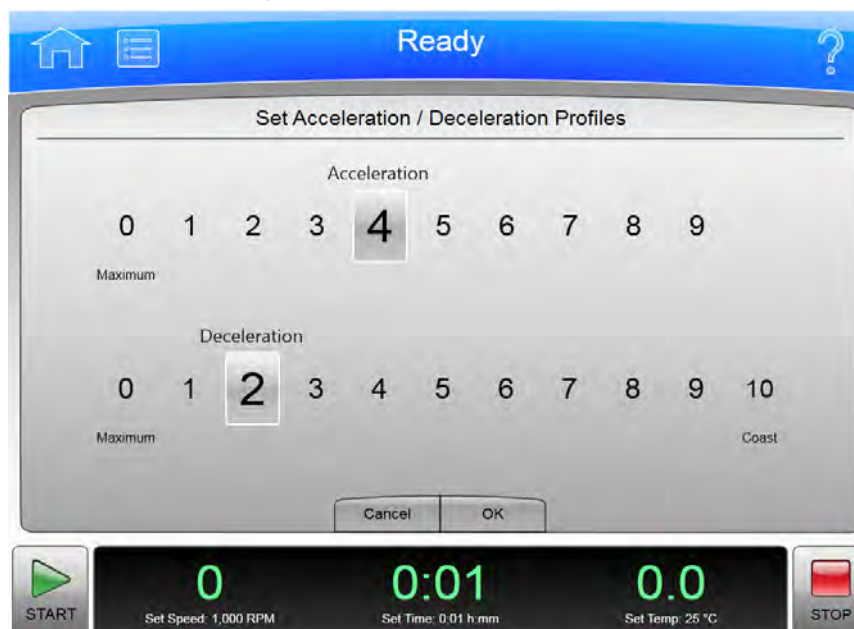 Ready
?
Set Acceleration / Deceleration Profiles
Acceleration
0 1 2 3 4 5 6 7 8 9
Maximum
Deceleration
0 1 2 3 4 5 6 7 8 9 10
Maximum Coast
Cancel OK
0 0:01 0.0
START Set Speed: 1,000 RPM Set Time: 0:01 h:mm Set Temp: 25 °C STOP